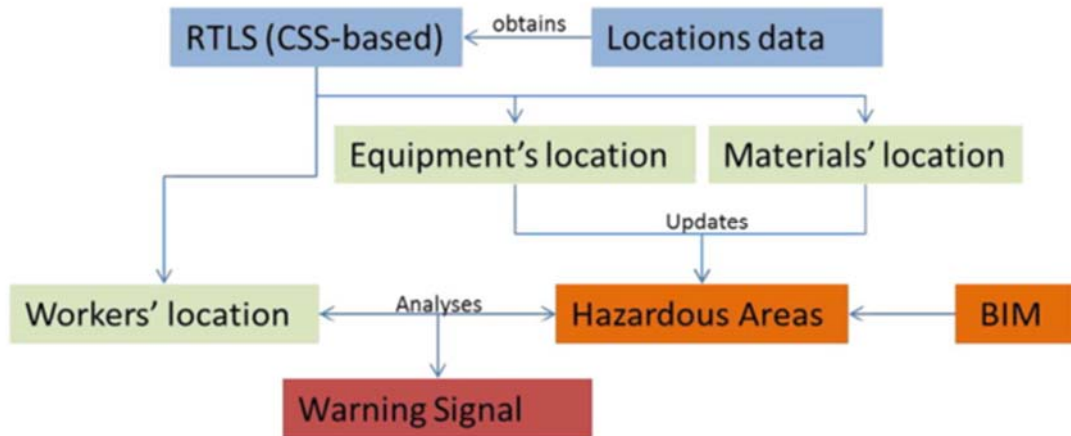 RTLS (CSS-based)
obtains
Locations data
Equipment’s location
Materials’ location
Updates
Workers’ location
Analyses
Hazardous Areas
BIM
Warning Signal